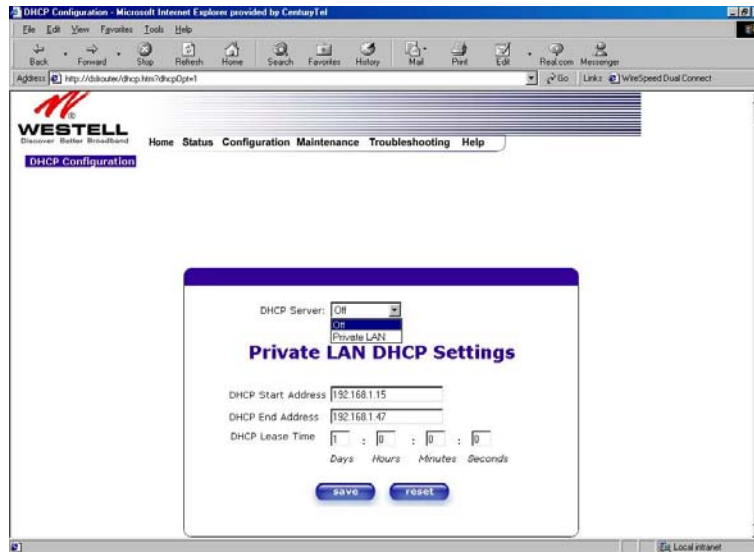 DHCP Configuration - Microsoft Internet Explorer provided by CenturyTel
File Edit View Favorites Tools Help
Back Forward Stop Refresh Home Search Favorites History Mail Print Edit Real.com Messenger
Address http://dslrouter/dhcp.htm?dhcpOpt=1 Go Links WireSpeed Dual Connect
WESTELL
Discover Better Broadband
Home Status Configuration Maintenance Troubleshooting Help
DHCP Configuration
DHCP Server: Off
Off
Private LAN
Private LAN DHCP Settings
DHCP Start Address 192.168.1.15
DHCP End Address 192.168.1.47
DHCP Lease Time 1 : 0 : 0 : 0
Days Hours Minutes Seconds
save reset
Local intranet